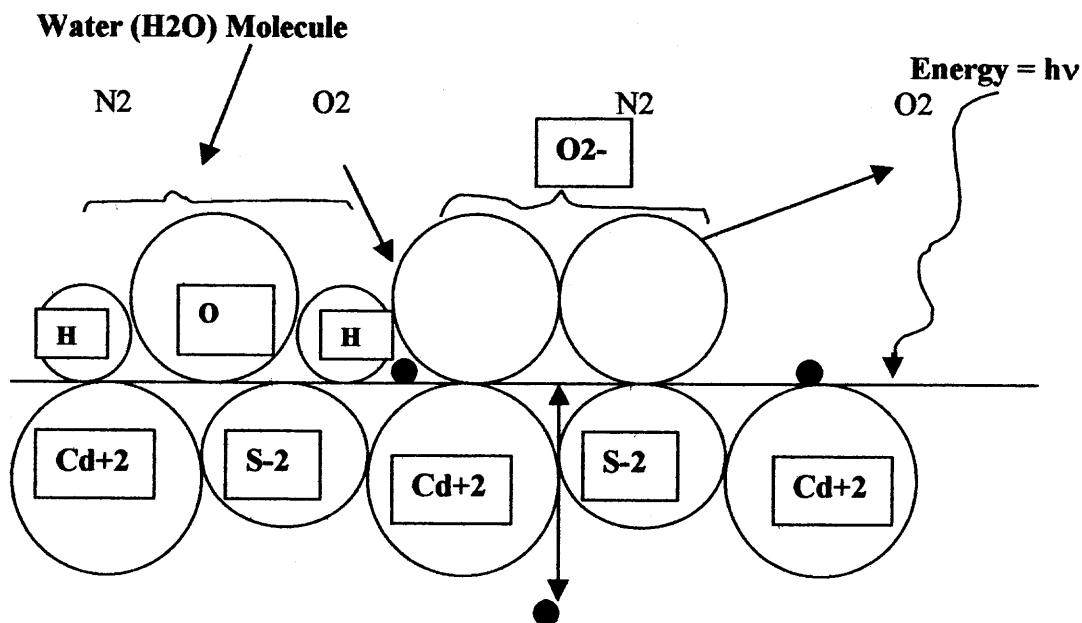 Water (H2O) Molecule
Energy = hν
N2 O2 N2 O2
O2-
O
H H
Cd+2 S-2 Cd+2 S-2 Cd+2